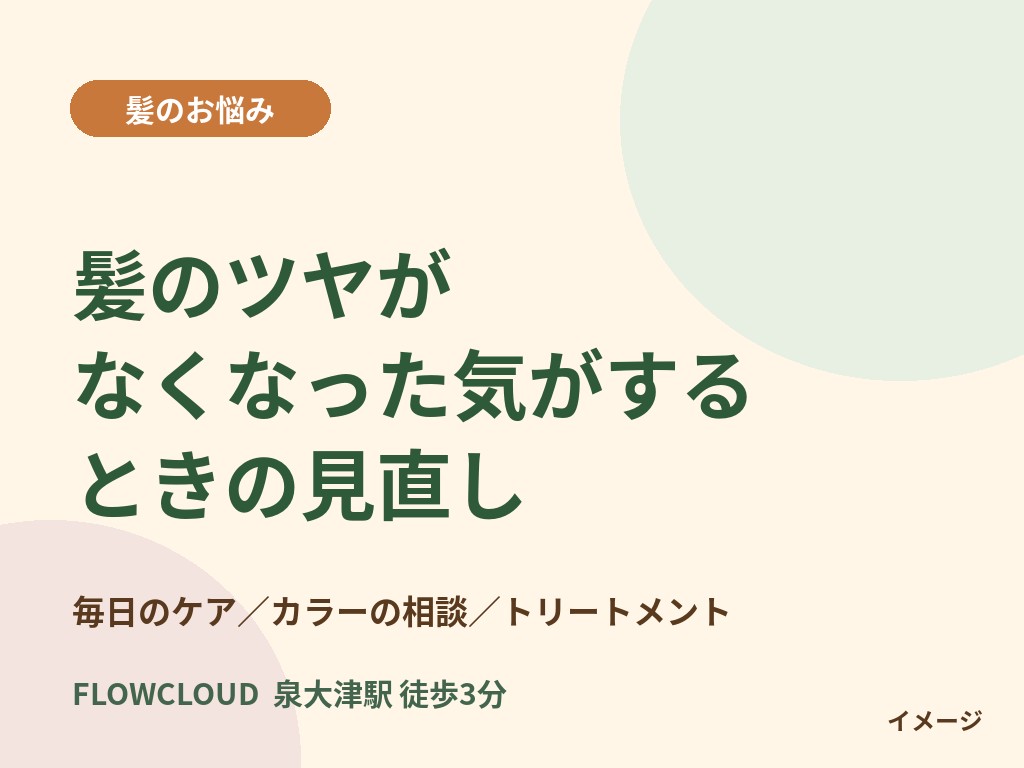 髪のお悩み
髪のツヤが
なくなった気がする
ときの見直し
毎日のケア／カラーの相談／トリートメント
FLOWCLOUD 泉大津駅 徒歩3分
イメージ